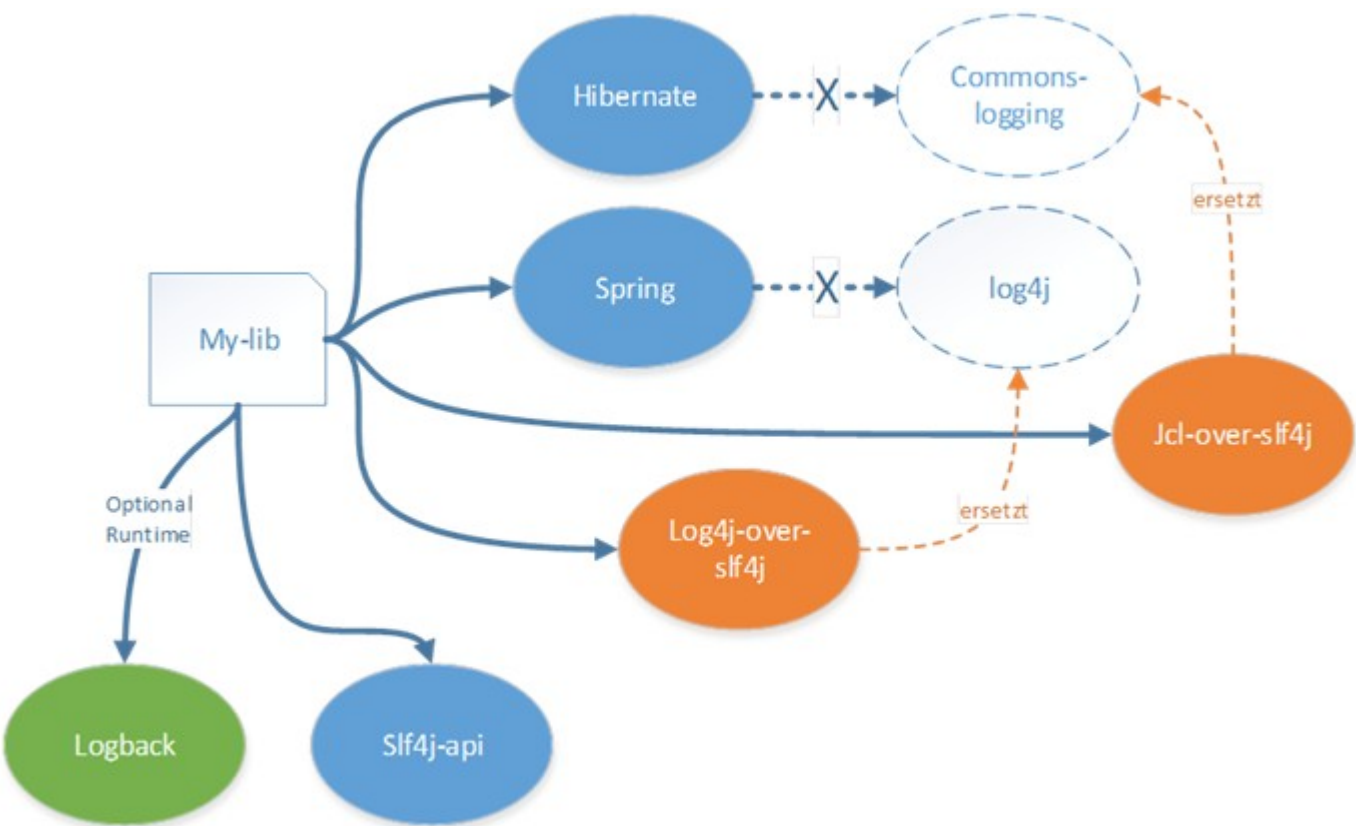 Hibernate
X
Commons-
logging
ersetzt
Spring
X
log4j
My-lib
Jcl-over-slf4j
Optional
Runtime
Log4j-over-
slf4j
ersetzt
Logback
Slf4j-api